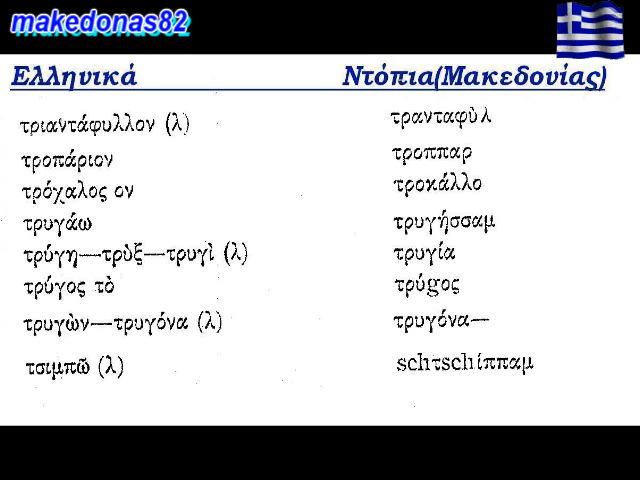 makedonas82
Ελληνικά Ντόπια(Μακεδονίας)
τριαντάφυλλον (λ) τρανταφὺλ
τροπάριον τροππαρ
τρόχαλος ον τροκάλλο
τρυγάω τρυγήσσαμ
τρύγη—τρὺξ—τρυγὶ (λ) τρυγία
τρύγος τὸ τρύgος
τρυγὼν—τρυγόνα (λ) τρυγόνα—
τσιμπῶ (λ) schτschίππαμ